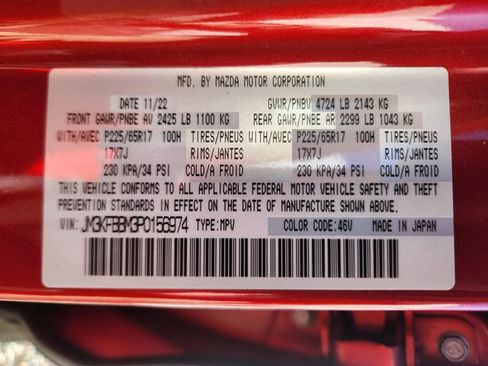 MFD. BY MAZDA MOTOR CORPORATION
DATE 11/22 GVWR/PNBV 4724 LB 2143 KG
FRONT GAWR/PNBE AV 2425 LB 1100 KG REAR GAWR/PNBE AR 2299 LB 1043 KG
WITH/AVEC P225/65R17 100H TIRES/PNEUS WITH/AVEC P225/65R17 100H TIRES/PNEUS
17X7J RIMS/JANTES 17X7J RIMS/JANTES
230 KPA/34 PSI COLD/A FROID 230 KPA/34 PSI COLD/A FROID
THIS VEHICLE CONFORMS TO ALL APPLICABLE FEDERAL MOTOR VEHICLE SAFETY AND THEFT PREVENTION
STANDARDS IN EFFECT ON THE DATE OF MANUFACTURE SHOWN ABOVE.
VIN: JM3KFBBM3P0156974 TYPE: MPV COLOR CODE: 46V MADE IN JAPAN